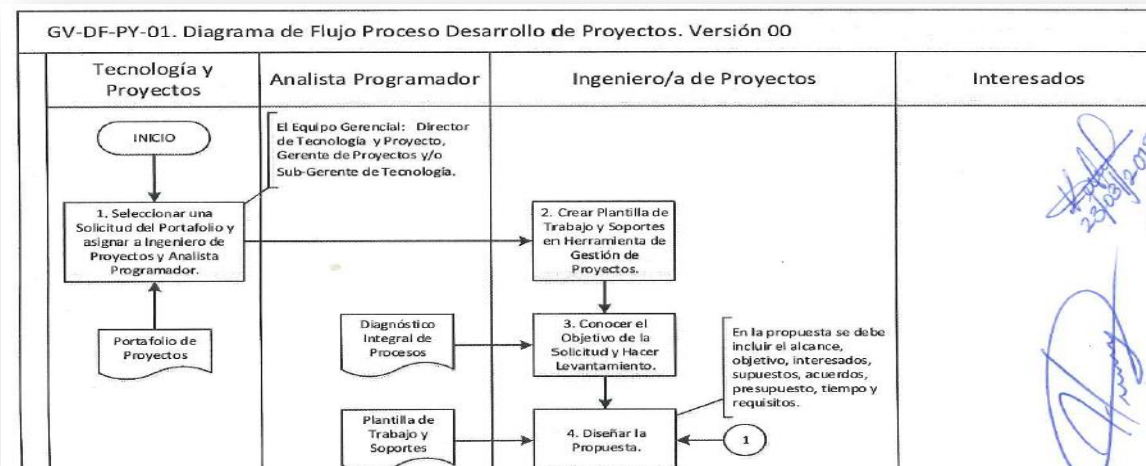 GV-DF-PY-01. Diagrama de Flujo Proceso Desarrollo de Proyectos. Versión 00
Tecnología y
Proyectos
Analista Programador
Ingeniero/a de Proyectos
Interesados
INICIO
El Equipo Gerencial: Director
de Tecnología y Proyecto,
Gerente de Proyectos y/o
Sub-Gerente de Tecnología.
1. Seleccionar una
Solicitud del Portafolio y
asignar a Ingeniero de
Proyectos y Analista
Programador.
2. Crear Plantilla de
Trabajo y Soportes
en Herramienta de
Gestión de
Proyectos.
Portafolio de
Proyectos
Diagnóstico
Integral de
Procesos
3. Conocer el
Objetivo de la
Solicitud y Hacer
Levantamiento.
En la propuesta se debe
incluir el alcance,
objetivo, interesados,
supuestos, acuerdos,
presupuesto, tiempo y
requisitos.
Plantilla de
Trabajo y
Soportes
4. Diseñar la
Propuesta.
1